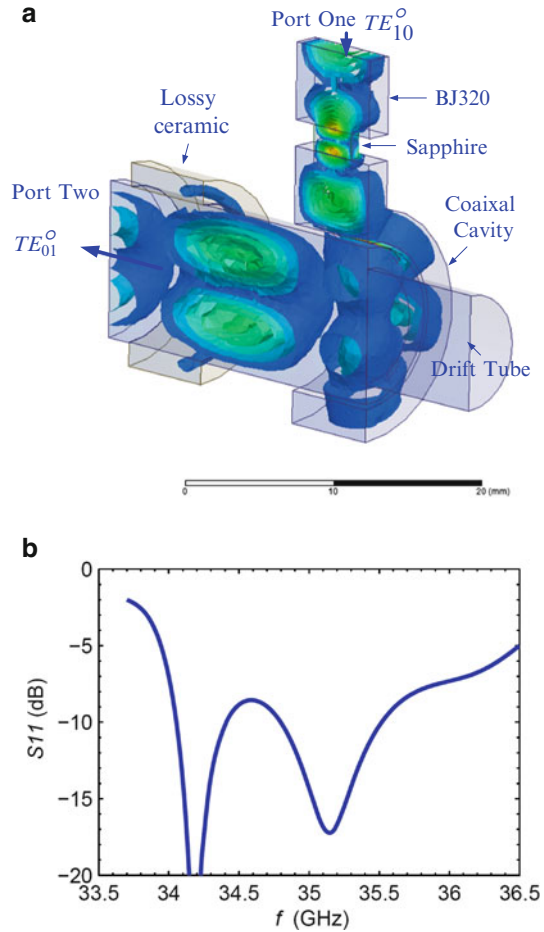 a
Port One TE10O
BJ320
Lossy
ceramic
Sapphire
Port Two
Coaixal
Cavity
TE01O
Drift Tube
0 10 20 (mm)
b
0
−5
−10
−15
−20
S11 (dB)
33.5 34 34.5 35 35.5 36 36.5
f (GHz)